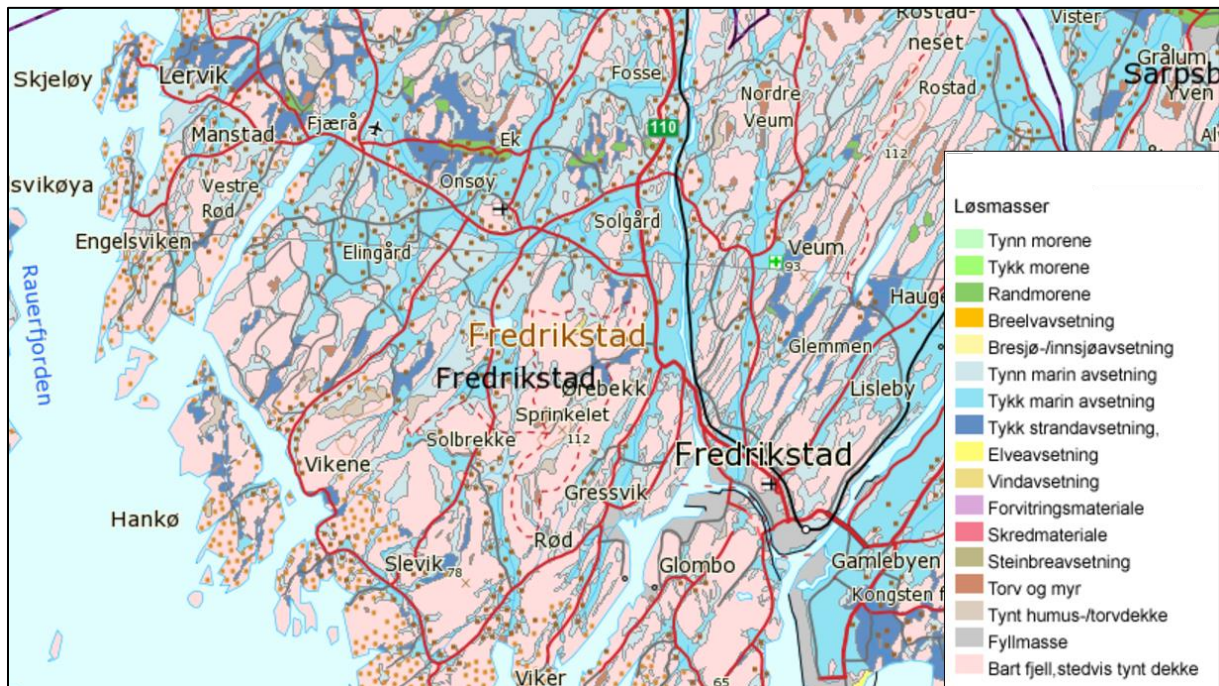 Rostad-
neset
Vister
Grålum
Sarpsb
Yven
Skjeløy
Lervik
Fosse
Nordre
Veum
Rostad
Fjærå
Manstad
110
Ek
112
svikøya
Vestre
Rød
Onsøy
Solgård
Engelsviken
Elingård
Veum
93
Rauerfjorden
Hauge
Fredrikstad
Glemmen
Fredrikstad
Ørebekk
Lisleby
Sprinkelet
112
Solbrekke
Fredrikstad
Vikene
Gressvik
Hankø
Rød
Slevik
78
Glombo
Gamlebyen
Kongsten f
Viker
65
Løsmasser
Tynn morene
Tykk morene
Randmorene
Breelvavsetning
Bresjø-/innsjøavsetning
Tynn marin avsetning
Tykk marin avsetning
Tykk strandavsetning,
Elveavsetning
Vindavsetning
Forvitringsmateriale
Skredmateriale
Steinbreavsetning
Torv og myr
Tynt humus-/torvdekke
Fyllmasse
Bart fjell,stedvis tynt dekke